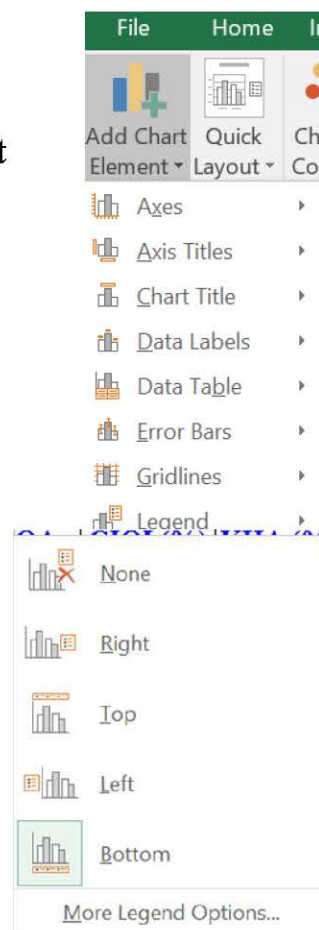 File Home
t
Add Chart Quick
Element Layout
Axes
Axis Titles
Chart Title
Data Labels
Data Table
Error Bars
Gridlines
Legend
None
Right
Top
Left
Bottom
More Legend Options...